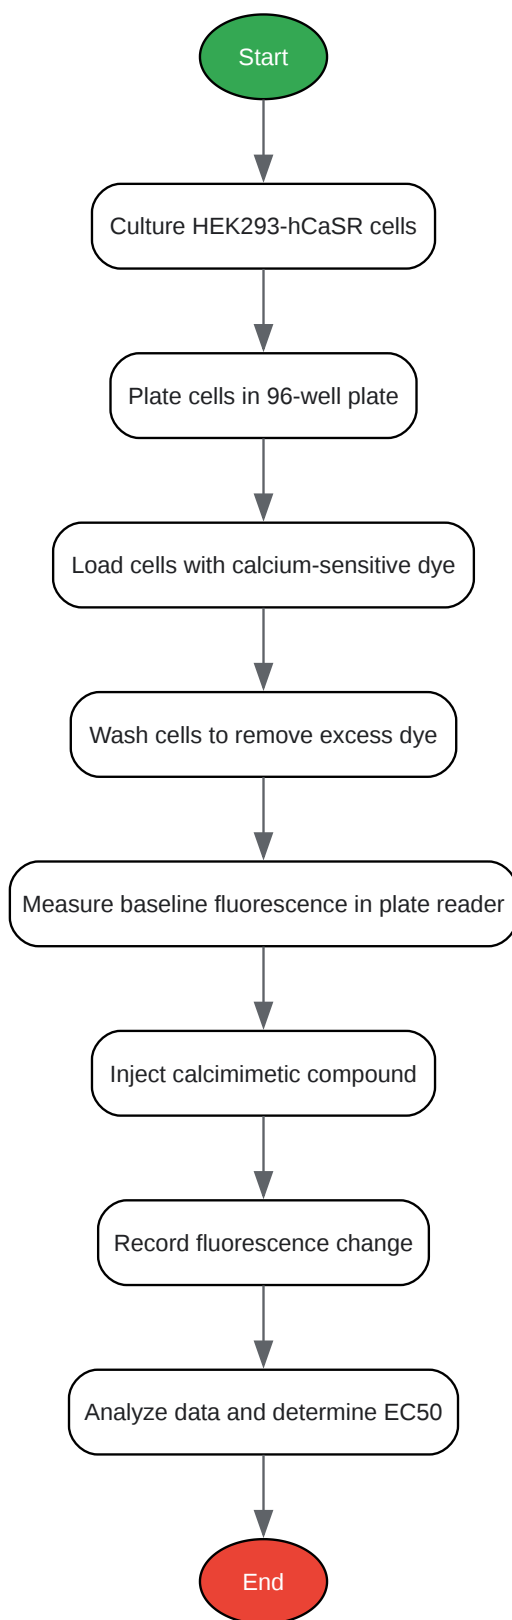 Start
Culture HEK293-hCaSR cells
Plate cells in 96-well plate
Load cells with calcium-sensitive dye
Wash cells to remove excess dye
Measure baseline fluorescence in plate reader
Inject calcimimetic compound
Record fluorescence change
Analyze data and determine EC50
End